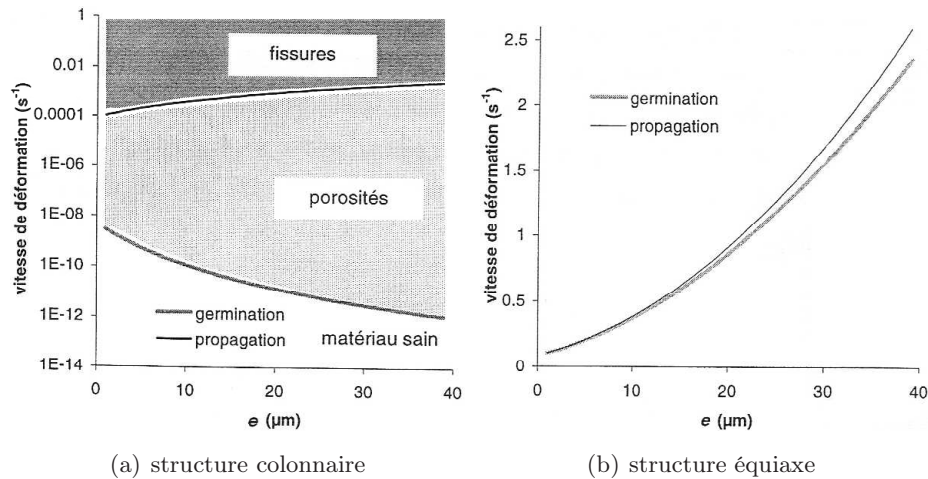 1
0.01
0.0001
1E-06
1E-08
1E-10
1E-12
1E-14
vitesse de déformation (s⁻¹)
fissures
porosités
germination
propagation
matériau sain
0 10 20 30 40
e (µm)
(a) structure colonnaire
2.5
2
1.5
1
0.5
0
vitesse de déformation (s⁻¹)
germination
propagation
0 10 20 30 40
e (µm)
(b) structure équiaxe